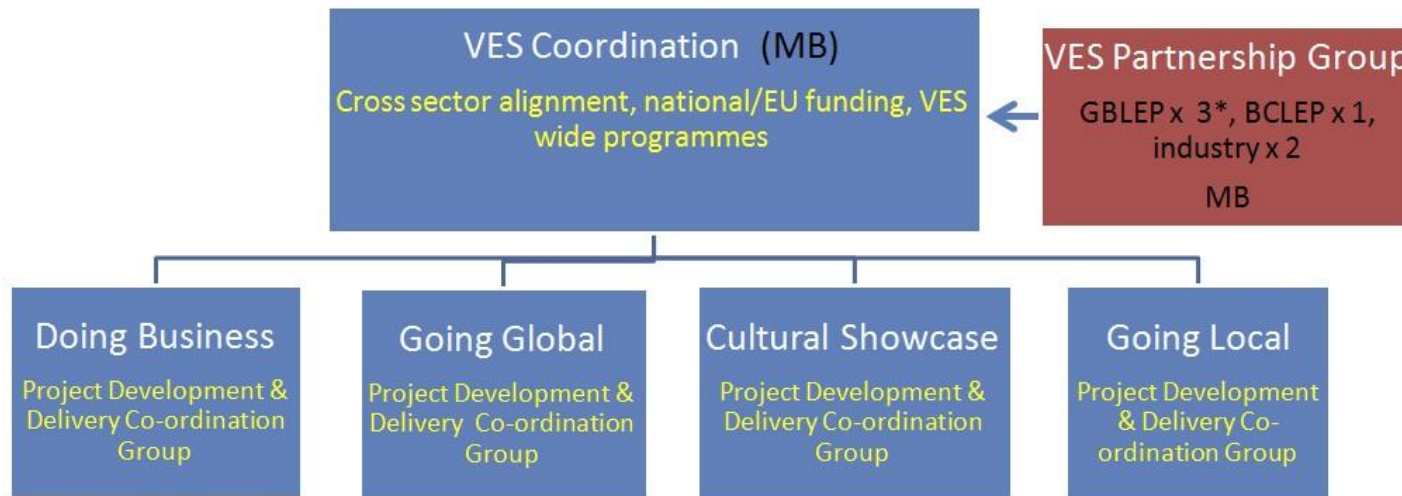 VES Coordination (MB)
Cross sector alignment, national/EU funding, VES
wide programmes
VES Partnership Group
GBLEP x 3*, BCLEP x 1,
industry x 2
MB
Doing Business
Project Development &
Delivery Co-ordination
Group
Going Global
Project Development &
Delivery Co-ordination
Group
Cultural Showcase
Project Development &
Delivery Co-ordination
Group
Going Local
Project Development
& Delivery Co-
ordination Group